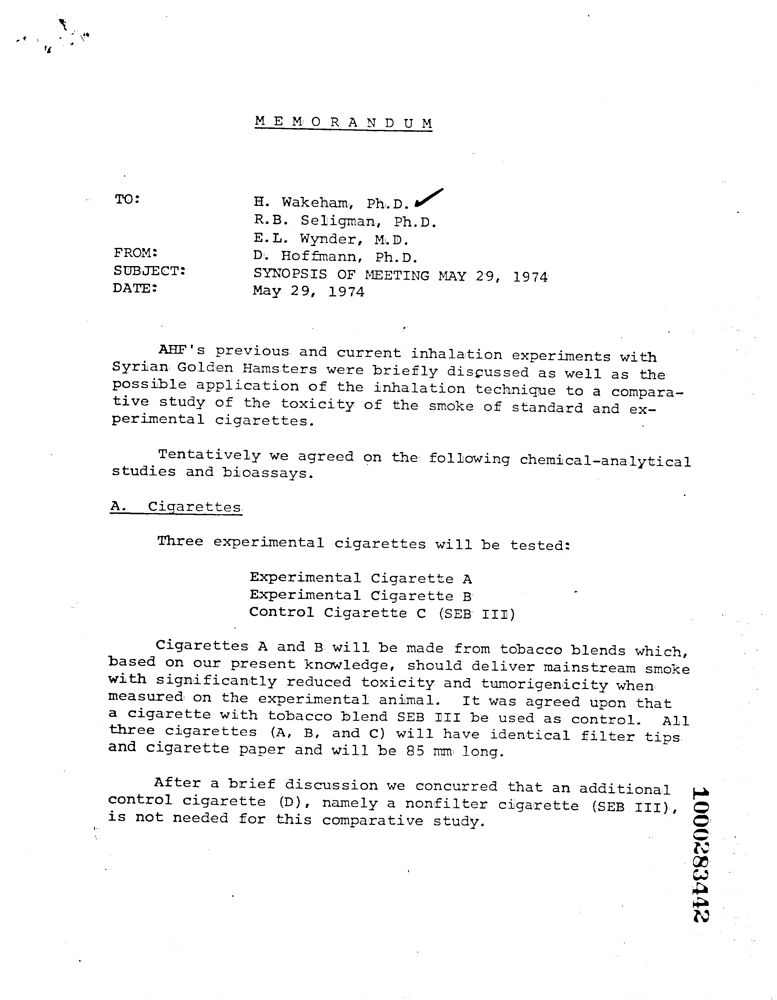 MEMORANDUM
TO: H. Wakeham, Ph.D. ✓
R.B. Seligman, Ph.D.
E.L. Wynder, M.D.
FROM: D. Hoffmann, Ph.D.
SUBJECT: SYNOPSIS OF MEETING MAY 29, 1974
DATE: May 29, 1974
AHF's previous and current inhalation experiments with
Syrian Golden Hamsters were briefly discussed as well as the
possible application of the inhalation technique to a compara-
tive study of the toxicity of the smoke of standard and ex-
perimental cigarettes.
Tentatively we agreed on the following chemical-analytical
studies and bioassays.
A. Cigarettes
Three experimental cigarettes will be tested:
Experimental Cigarette A
Experimental Cigarette B
Control Cigarette C (SEB III)
Cigarettes A and B will be made from tobacco blends which,
based on our present knowledge, should deliver mainstream smoke
with significantly reduced toxicity and tumorigenicity when
measured on the experimental animal. It was agreed upon that
a cigarette with tobacco blend SEB III be used as control. All
three cigarettes (A, B, and C) will have identical filter tips
and cigarette paper and will be 85 mm long.
After a brief discussion we concurred that an additional
control cigarette (D), namely a nonfilter cigarette (SEB III),
is not needed for this comparative study.
1000283442